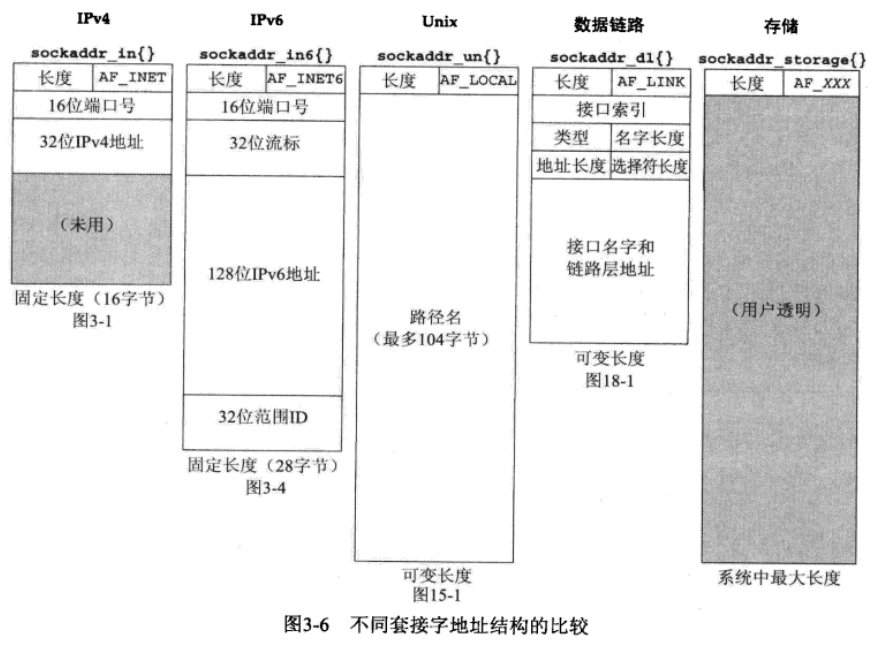 IPv4
sockaddr_in{}
长度 AF_INET
16位端口号
32位IPv4地址
（未用）
固定长度（16字节）
图3-1
IPv6
sockaddr_in6{}
长度 AF_INET6
16位端口号
32位流标
128位IPv6地址
32位范围ID
固定长度（28字节）
图3-4
Unix
sockaddr_un{}
长度 AF_LOCAL
路径名
（最多104字节）
可变长度
图15-1
数据链路
sockaddr_dl{}
长度 AF_LINK
接口索引
类型 名字长度
地址长度 选择符长度
接口名字和
链路层地址
可变长度
图18-1
存储
sockaddr_storage{}
长度 AF_XXX
（用户透明）
系统中最大长度
图3-6 不同套接字地址结构的比较